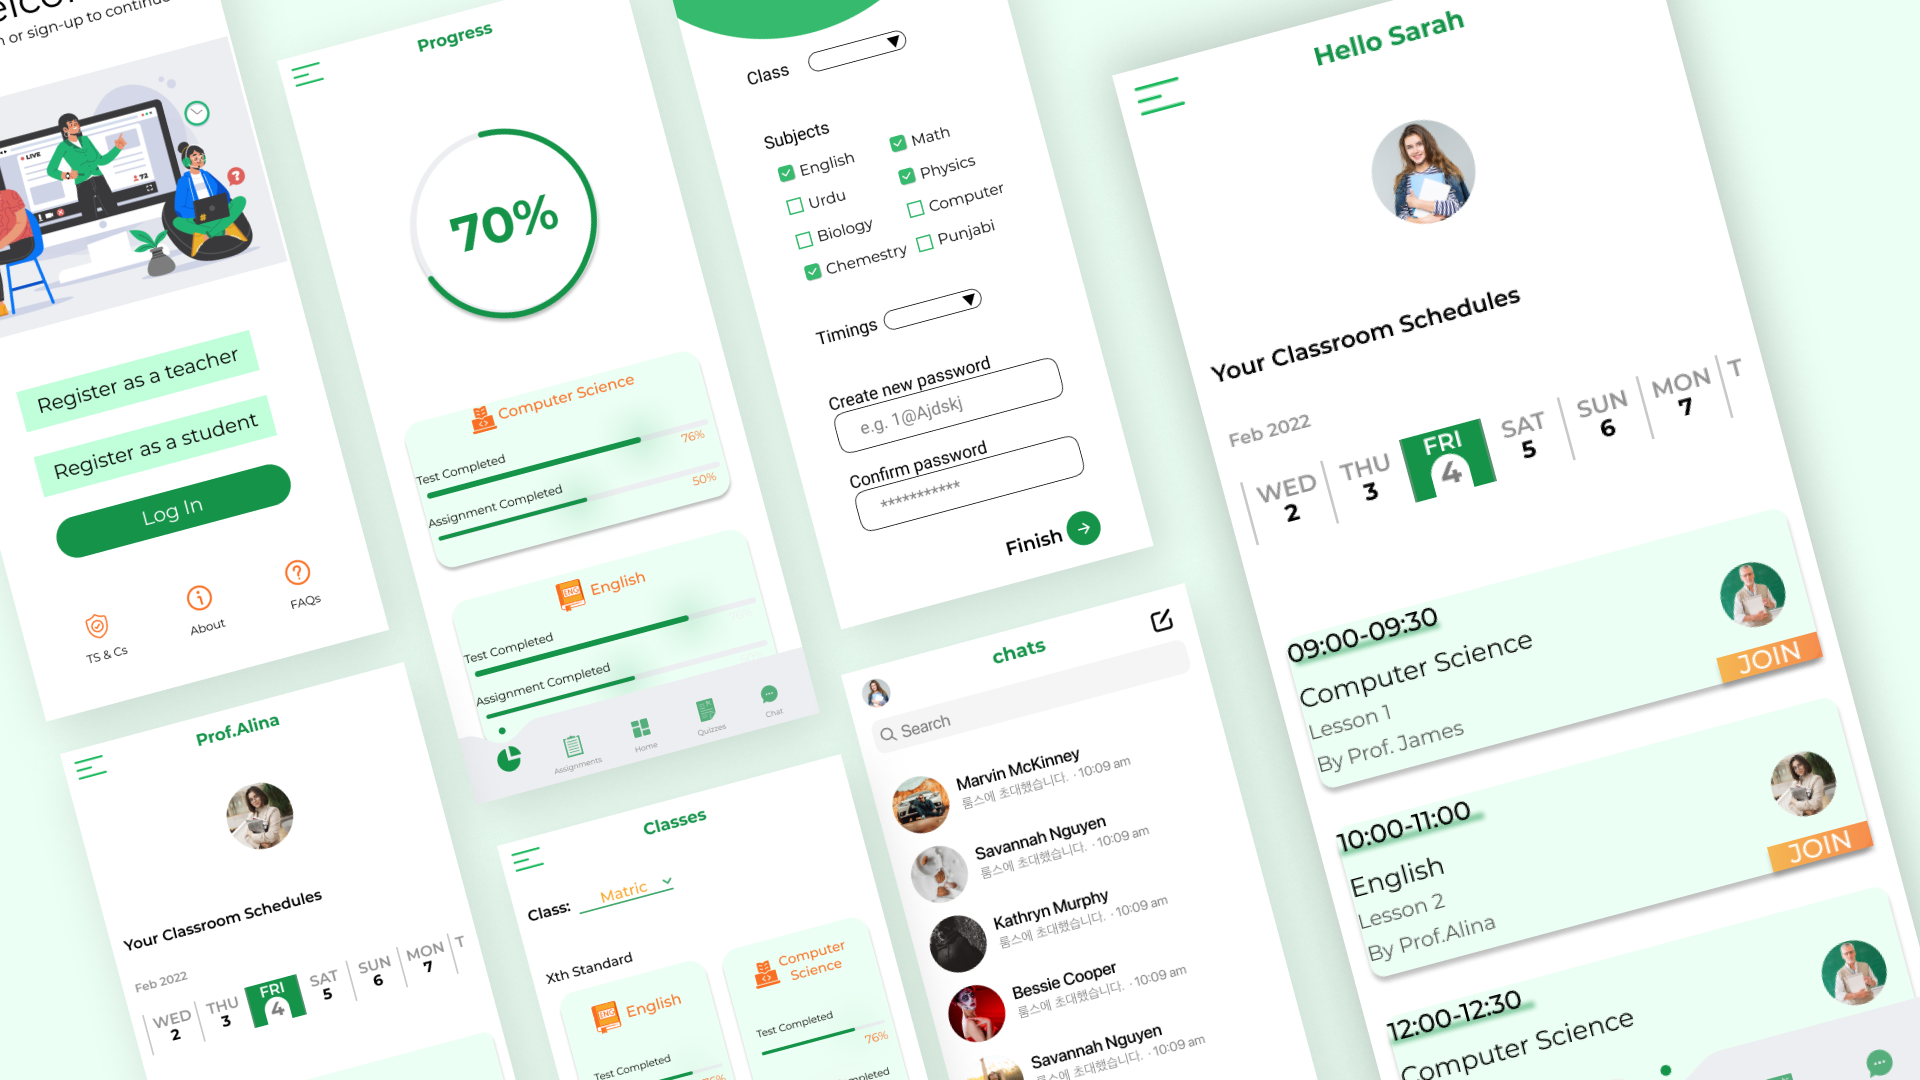 or sign-up to continue
LIVE
72
Register as a teacher
Register as a student
Log In
TS & Cs
About
FAQs
Progress
70%
Computer Science
Test Completed
76%
Assignment Completed
50%
ENG
English
Test Completed
Assignment Completed
Assignments
Home
Quizzes
Chat
Class
Subjects
English
Math
Urdu
Physics
Biology
Computer
Chemestry
Punjabi
Timings
Create new password
e.g. 1@Ajdskj
Confirm password
***********
Finish
Hello Sarah
Your Classroom Schedules
Feb 2022
WED
2
THU
3
FRI
4
SAT
5
SUN
6
MON
7
T
09:00-09:30
Computer Science
Lesson 1
By Prof. James
JOIN
10:00-11:00
English
Lesson 2
By Prof.Alina
JOIN
12:00-12:30
Computer Science
Prof.Alina
Your Classroom Schedules
Feb 2022
WED
2
THU
3
FRI
4
SAT
5
SUN
6
MON
7
T
Classes
Class:
Matric
Xth Standard
ENG
English
Test Completed
Computer
Science
Test Completed
76%
chats
Search
Marvin McKinney
룸스에 초대했습니다. · 10:09 am
Savannah Nguyen
룸스에 초대했습니다. · 10:09 am
Kathryn Murphy
룸스에 초대했습니다. · 10:09 am
Bessie Cooper
룸스에 초대했습니다. · 10:09 am
Savannah Nguyen
룸스에 초대했습니다. · 10:09 am